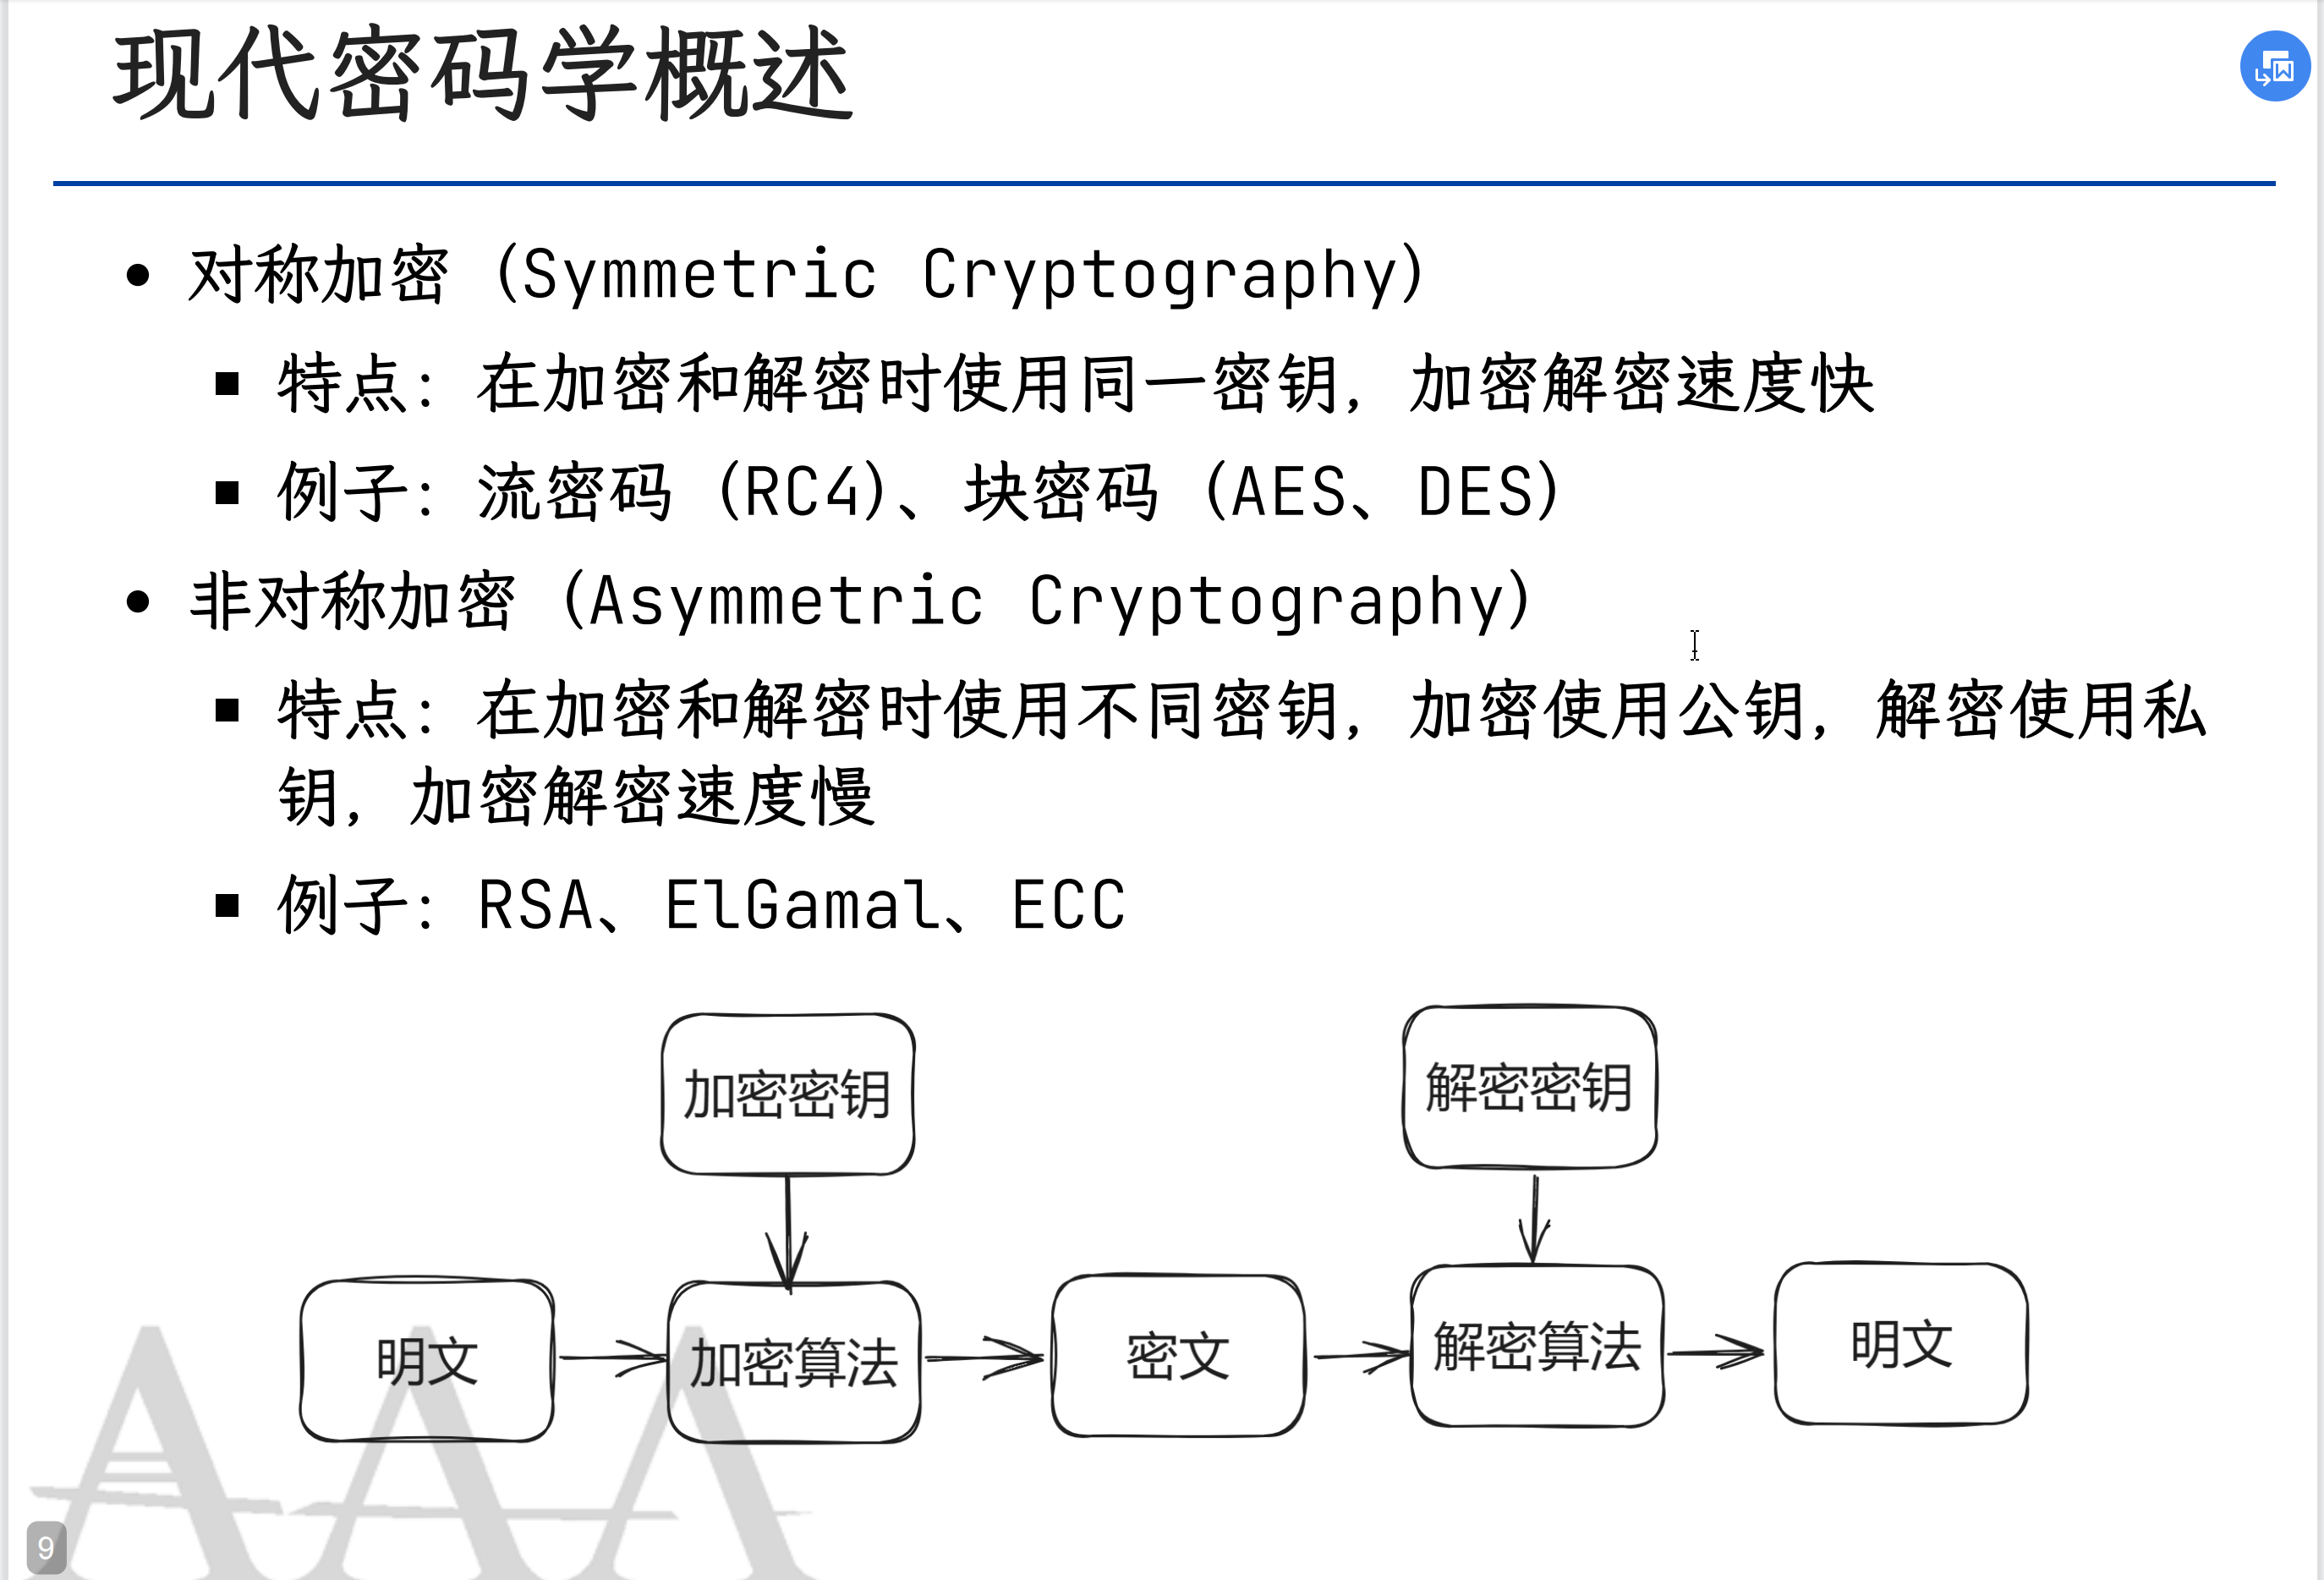 现代密码学概述
• 对称加密（Symmetric Cryptography）
▪ 特点：在加密和解密时使用同一密钥，加密解密速度快
▪ 例子：流密码（RC4）、块密码（AES、DES）
• 非对称加密（Asymmetric Cryptography）
▪ 特点：在加密和解密时使用不同密钥，加密使用公钥，解密使用私
钥，加密解密速度慢
▪ 例子：RSA、ElGamal、ECC
加密密钥
解密密钥
明文
加密算法
密文
解密算法
明文
AAA
9